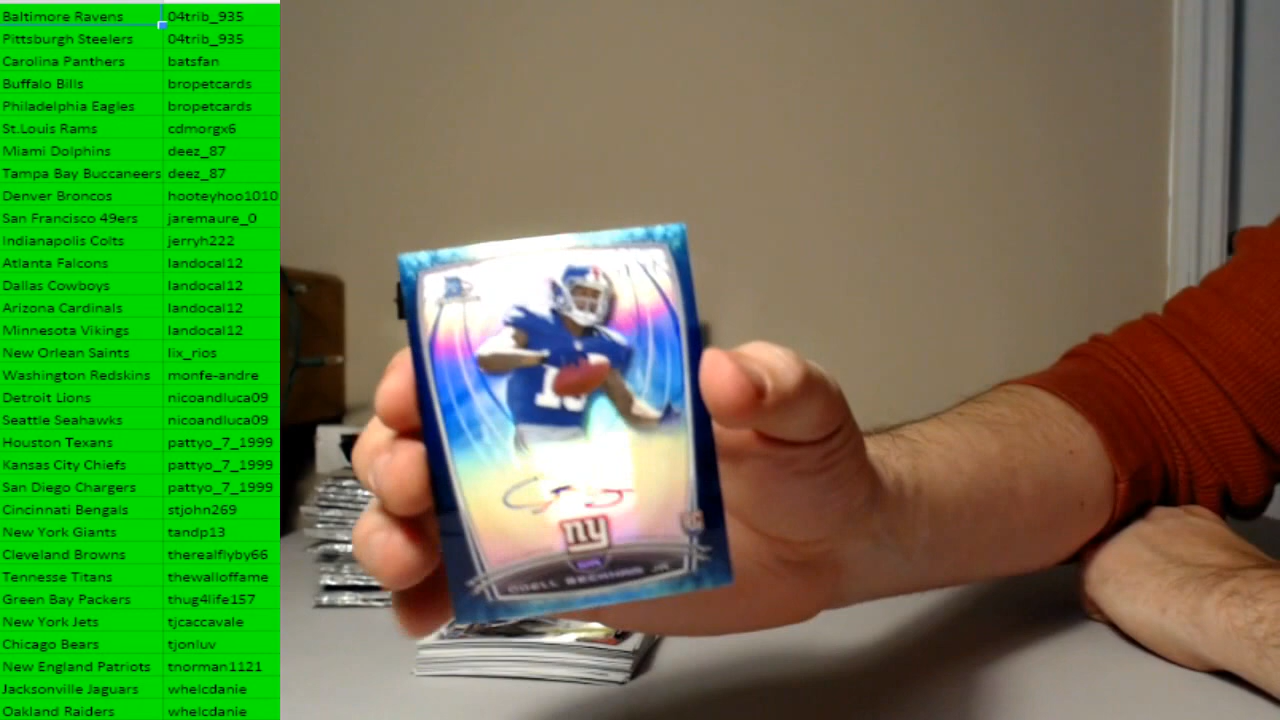 Baltimore Ravens 04trib_935
Pittsburgh Steelers 04trib_935
Carolina Panthers batsfan
Buffalo Bills bropetcards
Philadelphia Eagles bropetcards
St.Louis Rams cdmorgx6
Miami Dolphins deez_87
Tampa Bay Buccaneers deez_87
Denver Broncos hooteyhoo1010
San Francisco 49ers jaremaure_0
Indianapolis Colts jerryh222
Atlanta Falcons landocal12
Dallas Cowboys landocal12
Arizona Cardinals landocal12
Minnesota Vikings landocal12
New Orlean Saints lix_rios
Washington Redskins monfe-andre
Detroit Lions nicoandluca09
Seattle Seahawks nicoandluca09
Houston Texans pattyo_7_1999
Kansas City Chiefs pattyo_7_1999
San Diego Chargers pattyo_7_1999
Cincinnati Bengals stjohn269
New York Giants tandp13
Cleveland Browns therealflyby66
Tennesse Titans thewalloffame
Green Bay Packers thug4life157
New York Jets tjcaccavale
Chicago Bears tjonluv
New England Patriots tnorman1121
Jacksonville Jaguars whelcdanie
Oakland Raiders whelcdanie
ny
ODELL BECKHAM JR